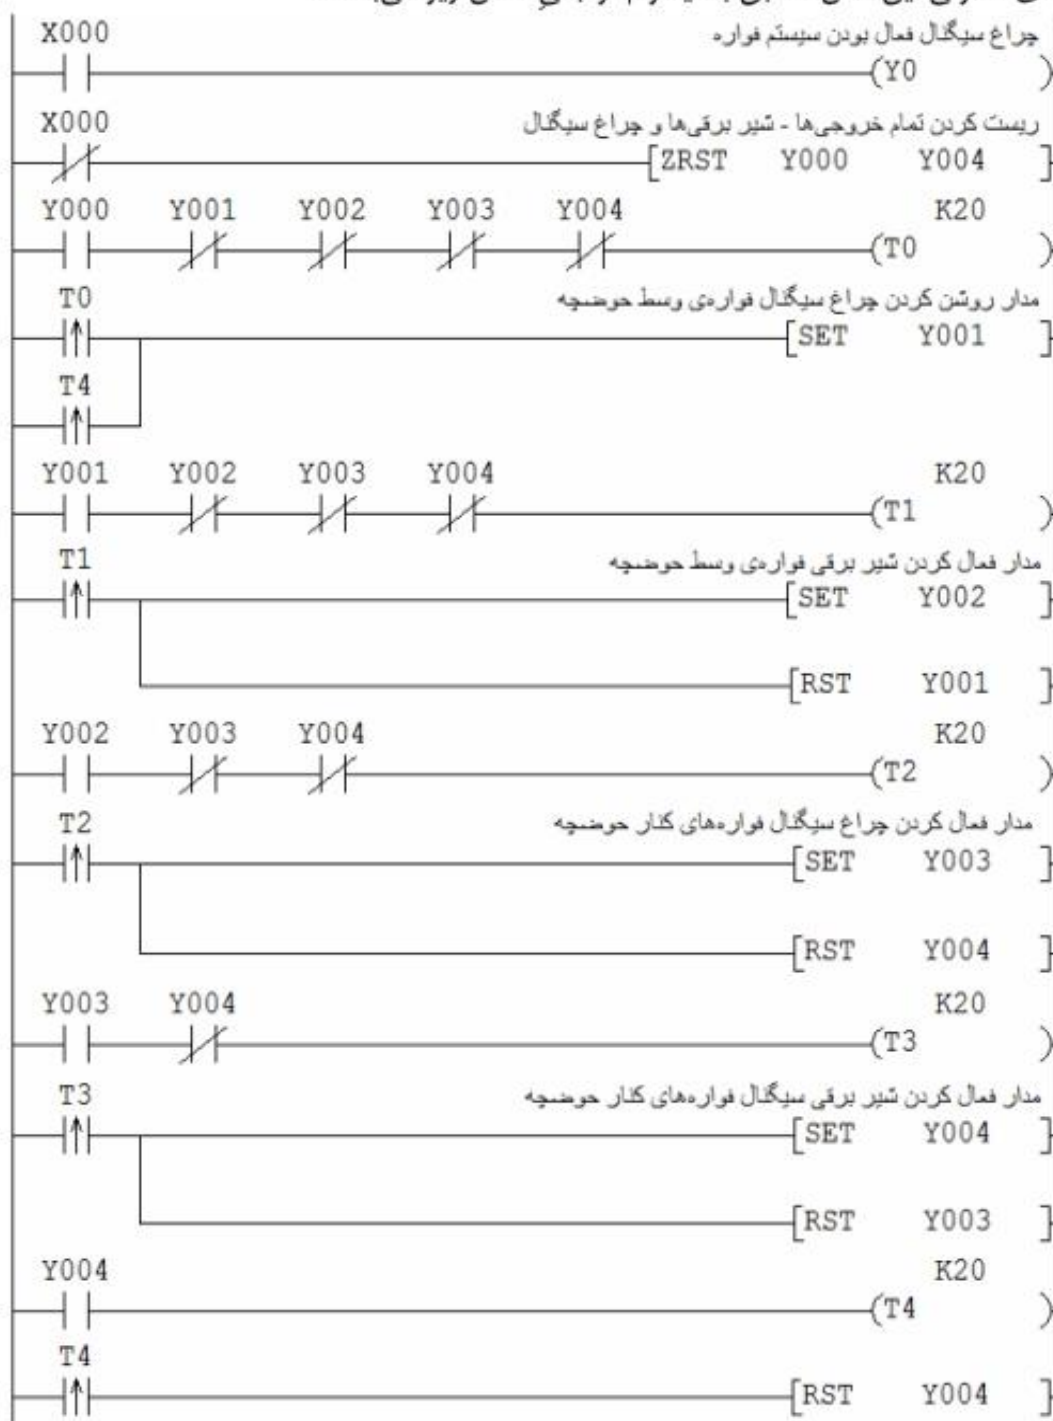 X000
چراغ سیگنال فعال بودن سیستم فواره
(Y0 )
X000
ریست کردن تمام خروجی‌ها - شیر برقی‌ها و چراغ سیگنال
[ZRST Y000 Y004 ]
Y000 Y001 Y002 Y003 Y004 K20
(T0 )
T0
مدار روشن کردن چراغ سیگنال فواره‌ی وسط حوضچه
[SET Y001 ]
T4
Y001 Y002 Y003 Y004 K20
(T1 )
T1
مدار فعال کردن شیر برقی فواره‌ی وسط حوضچه
[SET Y002 ]
[RST Y001 ]
Y002 Y003 Y004 K20
(T2 )
T2
مدار فعال کردن چراغ سیگنال فواره‌های کنار حوضچه
[SET Y003 ]
[RST Y004 ]
Y003 Y004 K20
(T3 )
T3
مدار فعال کردن شیر برقی سیگنال فواره‌های کنار حوضچه
[SET Y004 ]
[RST Y003 ]
Y004 K20
(T4 )
T4
[RST Y004 ]